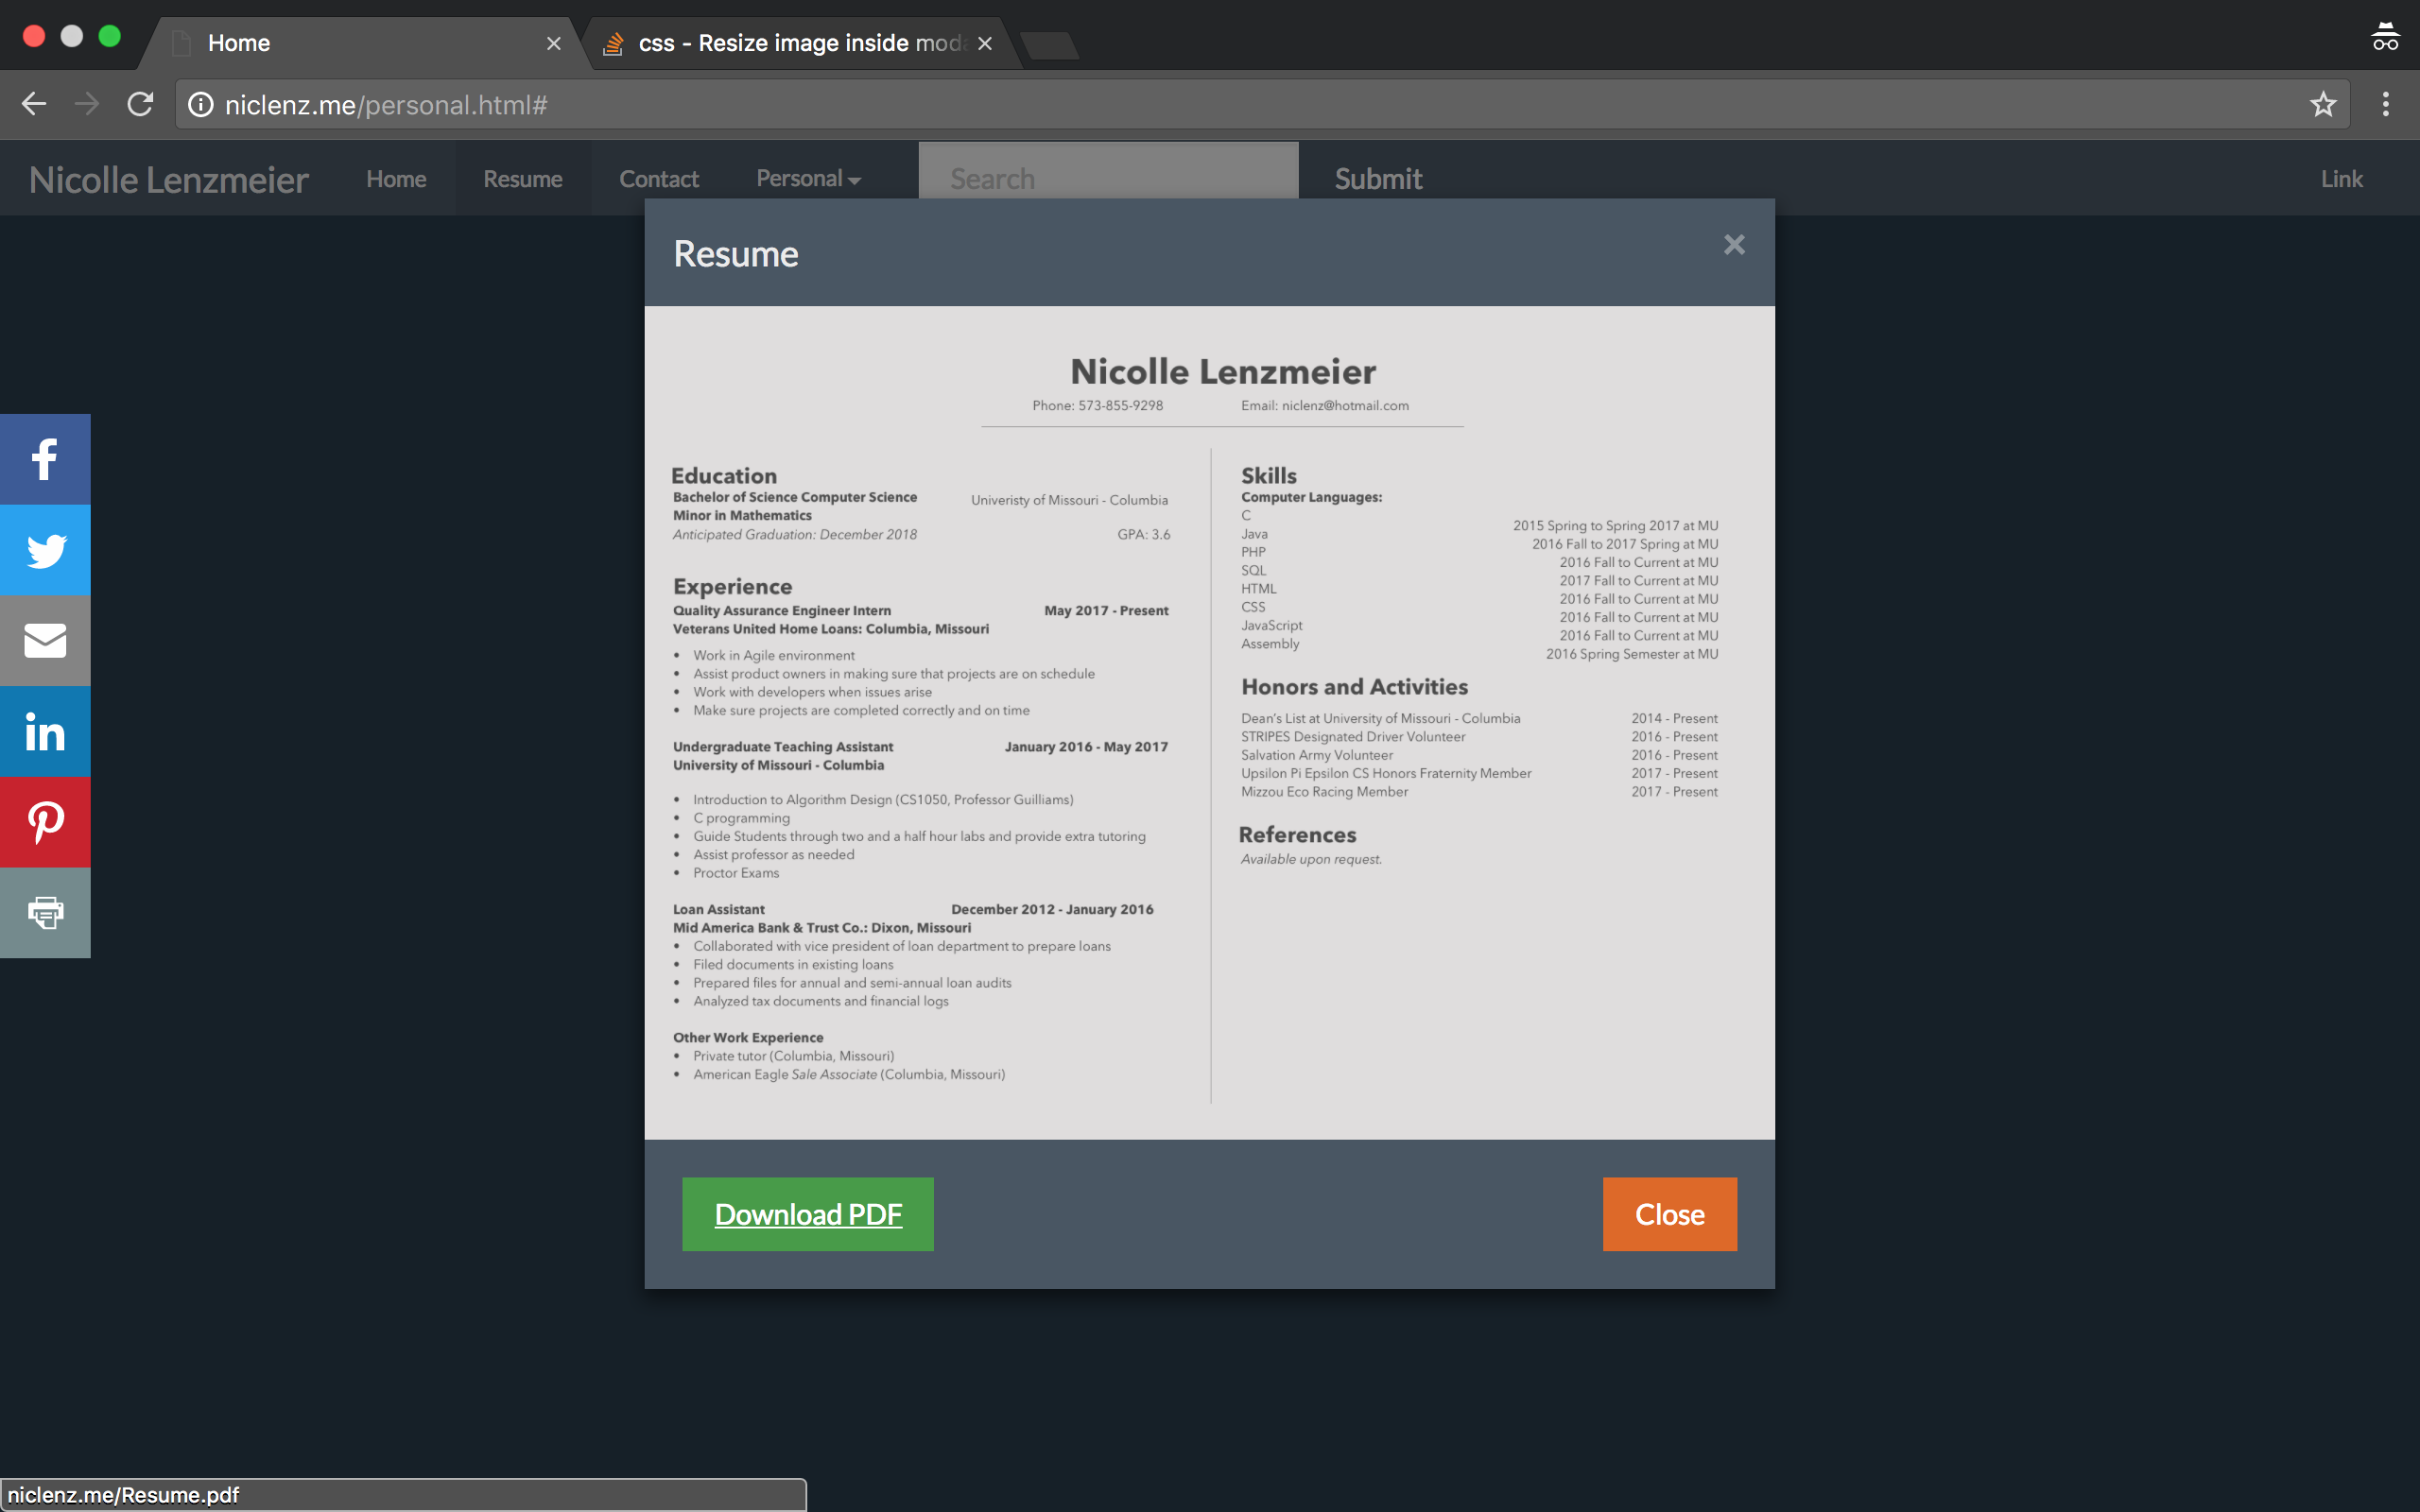 Home
css - Resize image inside moda
niclenz.me/personal.html#
Nicolle Lenzmeier Home Resume Contact Personal Search Submit Link
Resume
Nicolle Lenzmeier
Phone: 573-855-9298 Email: niclenz@hotmail.com
Education
Bachelor of Science Computer Science Univeristy of Missouri - Columbia
Minor in Mathematics
Anticipated Graduation: December 2018 GPA: 3.6
Experience
Quality Assurance Engineer Intern May 2017 - Present
Veterans United Home Loans: Columbia, Missouri
• Work in Agile environment
• Assist product owners in making sure that projects are on schedule
• Work with developers when issues arise
• Make sure projects are completed correctly and on time
Undergraduate Teaching Assistant January 2016 - May 2017
University of Missouri - Columbia
• Introduction to Algorithm Design (CS1050, Professor Guilliams)
• C programming
• Guide Students through two and a half hour labs and provide extra tutoring
• Assist professor as needed
• Proctor Exams
Loan Assistant December 2012 - January 2016
Mid America Bank & Trust Co.: Dixon, Missouri
• Collaborated with vice president of loan department to prepare loans
• Filed documents in existing loans
• Prepared files for annual and semi-annual loan audits
• Analyzed tax documents and financial logs
Other Work Experience
• Private tutor (Columbia, Missouri)
• American Eagle Sale Associate (Columbia, Missouri)
Skills
Computer Languages:
C 2015 Spring to Spring 2017 at MU
Java 2016 Fall to 2017 Spring at MU
PHP 2016 Fall to Current at MU
SQL 2017 Fall to Current at MU
HTML 2016 Fall to Current at MU
CSS 2016 Fall to Current at MU
JavaScript 2016 Fall to Current at MU
Assembly 2016 Spring Semester at MU
Honors and Activities
Dean's List at University of Missouri - Columbia 2014 - Present
STRIPES Designated Driver Volunteer 2016 - Present
Salvation Army Volunteer 2016 - Present
Upsilon Pi Epsilon CS Honors Fraternity Member 2017 - Present
Mizzou Eco Racing Member 2017 - Present
References
Available upon request.
Download PDF Close
niclenz.me/Resume.pdf